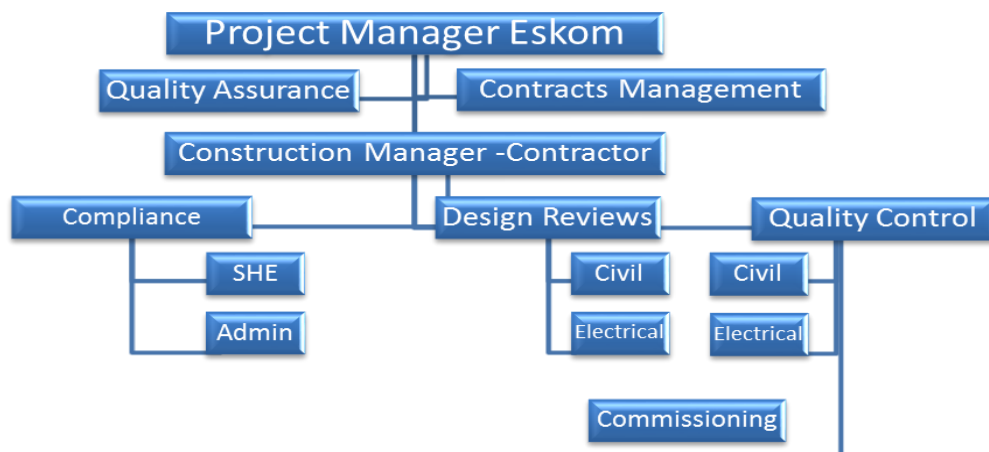 Project Manager Eskom
Quality Assurance
Contracts Management
Construction Manager -Contractor
Compliance
Design Reviews
Quality Control
SHE
Civil
Civil
Admin
Electrical
Electrical
Commissioning